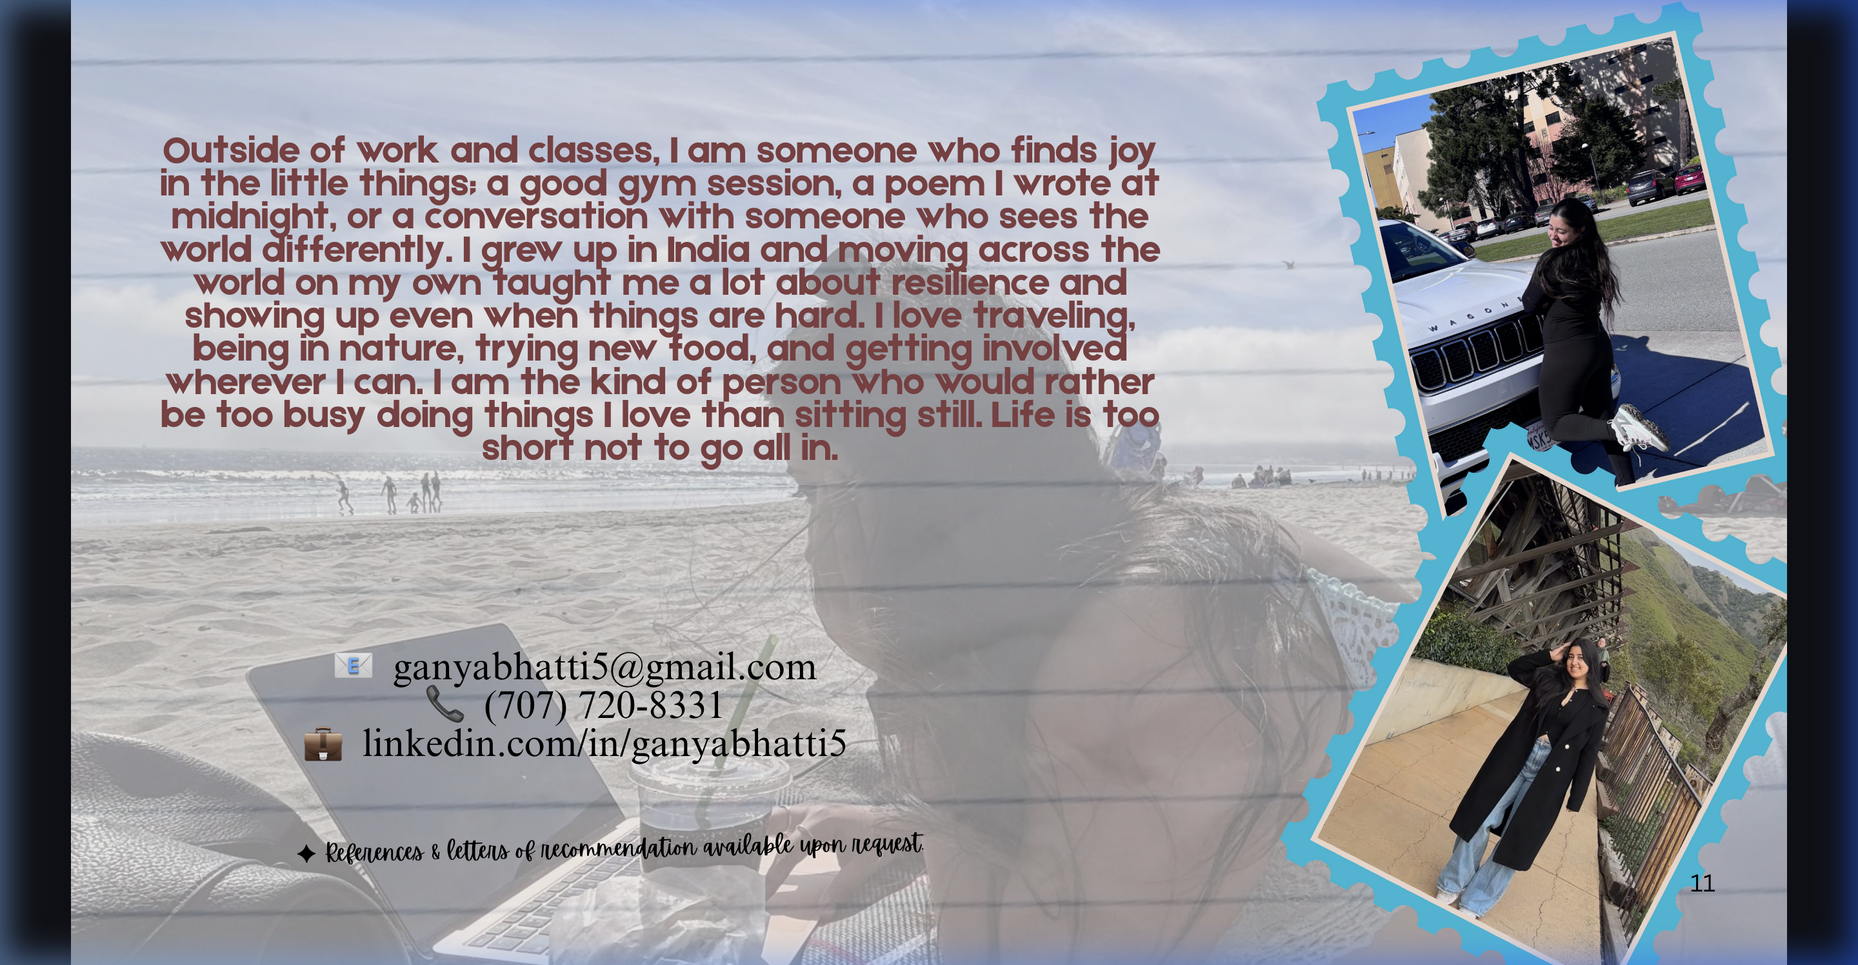 Outside of work and classes, I am someone who finds joy
in the little things; a good gym session, a poem I wrote at
midnight, or a conversation with someone who sees the
world differently. I grew up in India and moving across the
world on my own taught me a lot about resilience and
showing up even when things are hard. I love traveling,
being in nature, trying new food, and getting involved
wherever I can. I am the kind of person who would rather
be too busy doing things I love than sitting still. Life is too
short not to go all in.
WAGON
📧 ganyabhatti5@gmail.com
📞 (707) 720-8331
💼 linkedin.com/in/ganyabhatti5
✦ References & letters of recommendation available upon request.
11